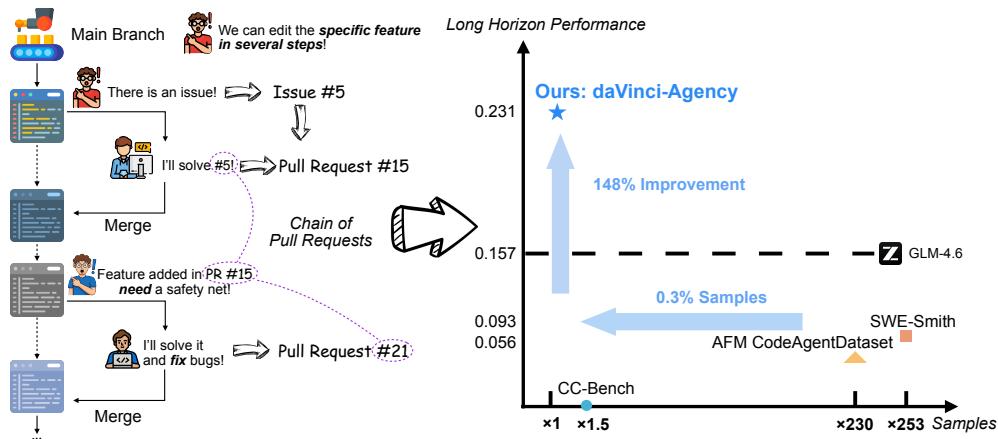 Main Branch
We can edit the specific feature
in several steps!
There is an issue!
Issue #5
I'll solve #5!
Pull Request #15
Merge
Chain of
Pull Requests
Feature added in PR #15
need a safety net!
I'll solve it
and fix bugs!
Pull Request #21
Merge
...
Long Horizon Performance
Ours: daVinci-Agency
0.231
148% Improvement
0.157
GLM-4.6
0.3% Samples
0.093
SWE-Smith
0.056
AFM CodeAgentDataset
CC-Bench
×1
×1.5
×230
×253
Samples